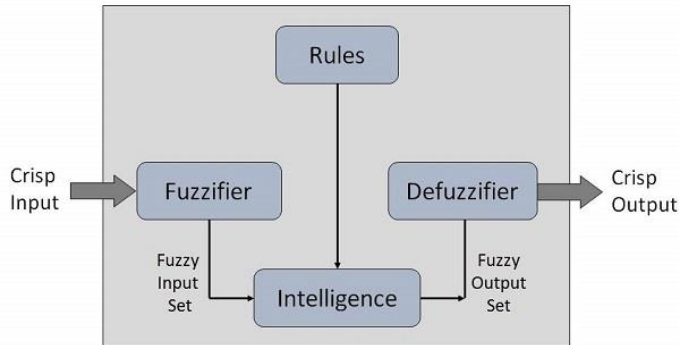 Rules
Crisp
Input
Fuzzifier
Defuzzifier
Crisp
Output
Fuzzy
Input
Set
Intelligence
Fuzzy
Output
Set